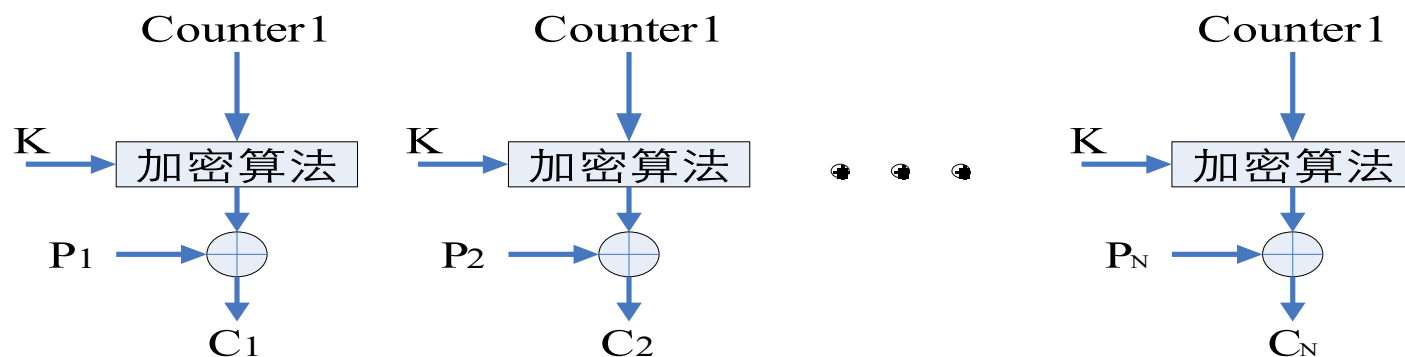 Counter1 Counter1 Counter1
K K K
加密算法 加密算法 加密算法
P1 P2 PN
C1 C2 CN